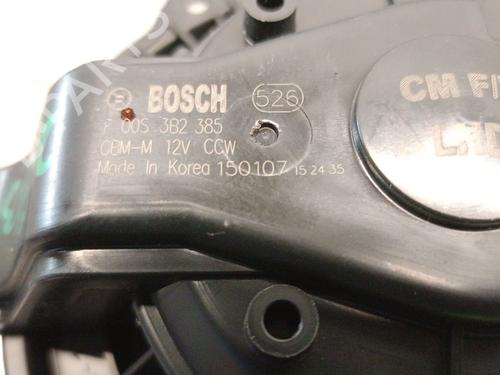 BOSCH 526
F 00S 3B2 385
CBM-M 12V CCW
Made In Korea 150107 15 24 35
CM